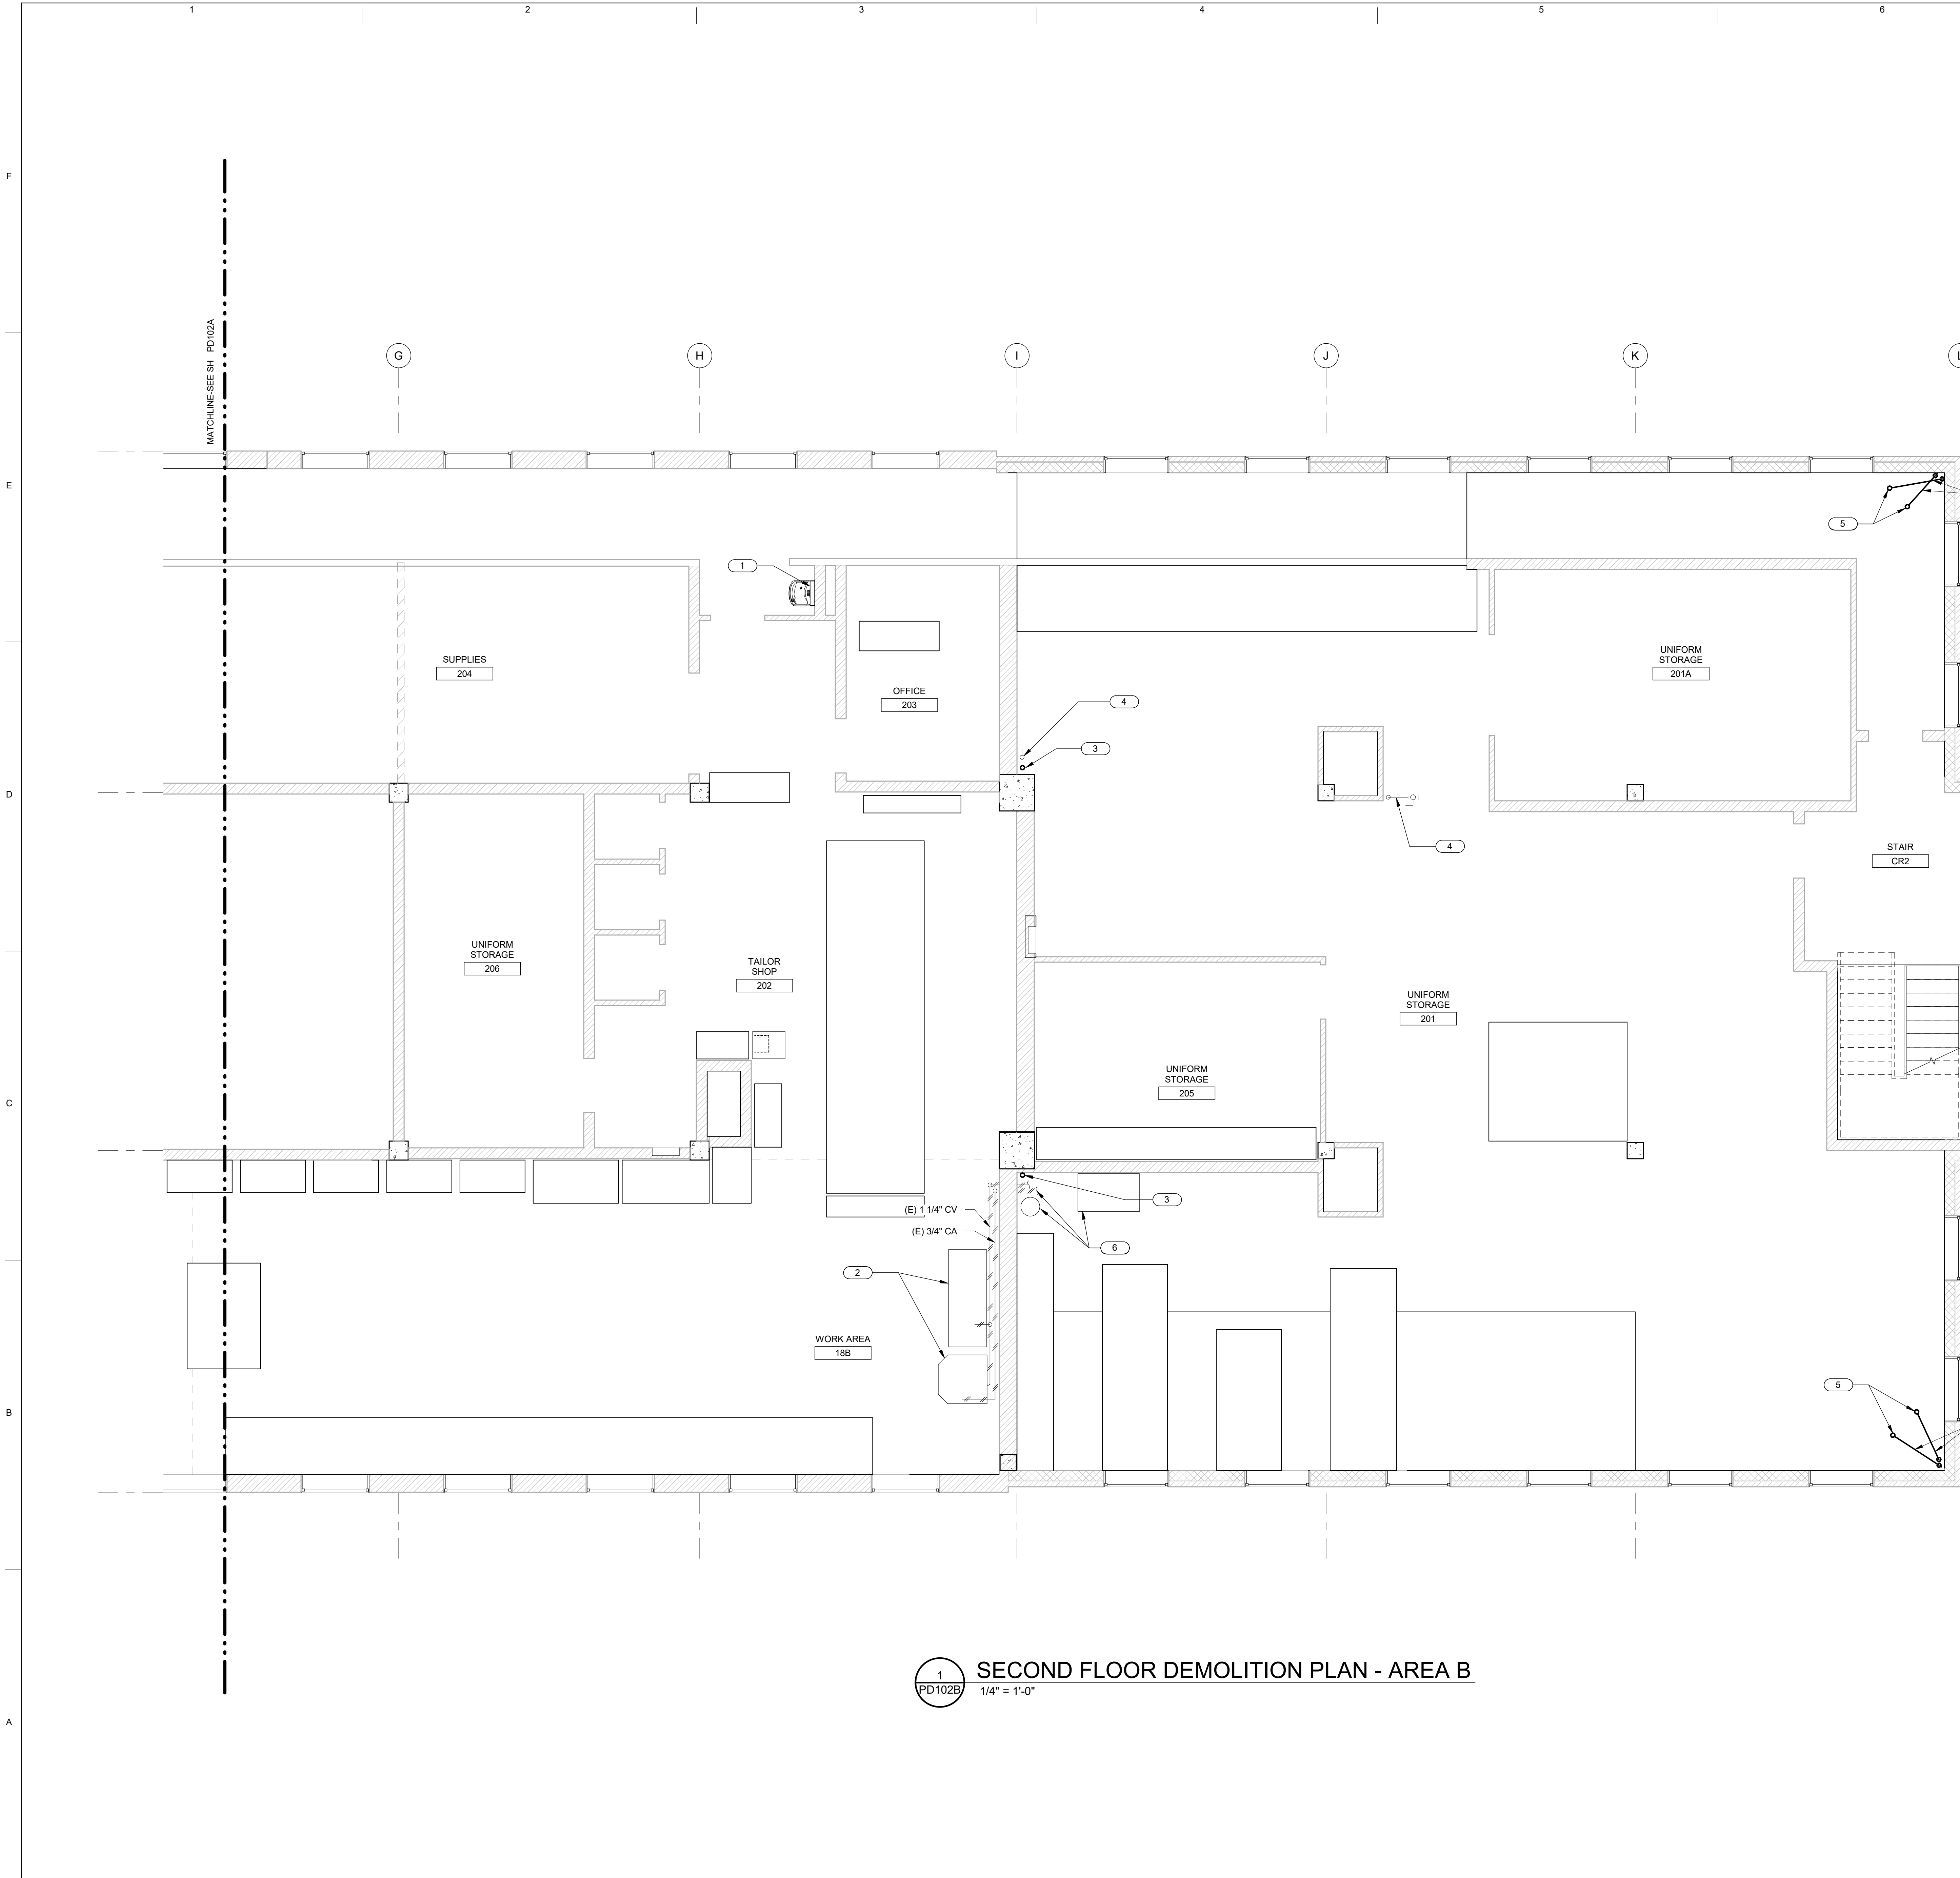 1
2
3
4
5
6
F
E
D
C
B
A
MATCHLINE-SEE SH PD102A
G
H
I
J
K
5
1
SUPPLIES
204
OFFICE
203
4
3
UNIFORM
STORAGE
201A
4
STAIR
CR2
UNIFORM
STORAGE
206
TAILOR
SHOP
202
UNIFORM
STORAGE
201
UNIFORM
STORAGE
205
3
(E) 1 1/4" CV
(E) 3/4" CA
6
2
WORK AREA
18B
5
1
PD102B
SECOND FLOOR DEMOLITION PLAN - AREA B
1/4" = 1'-0"